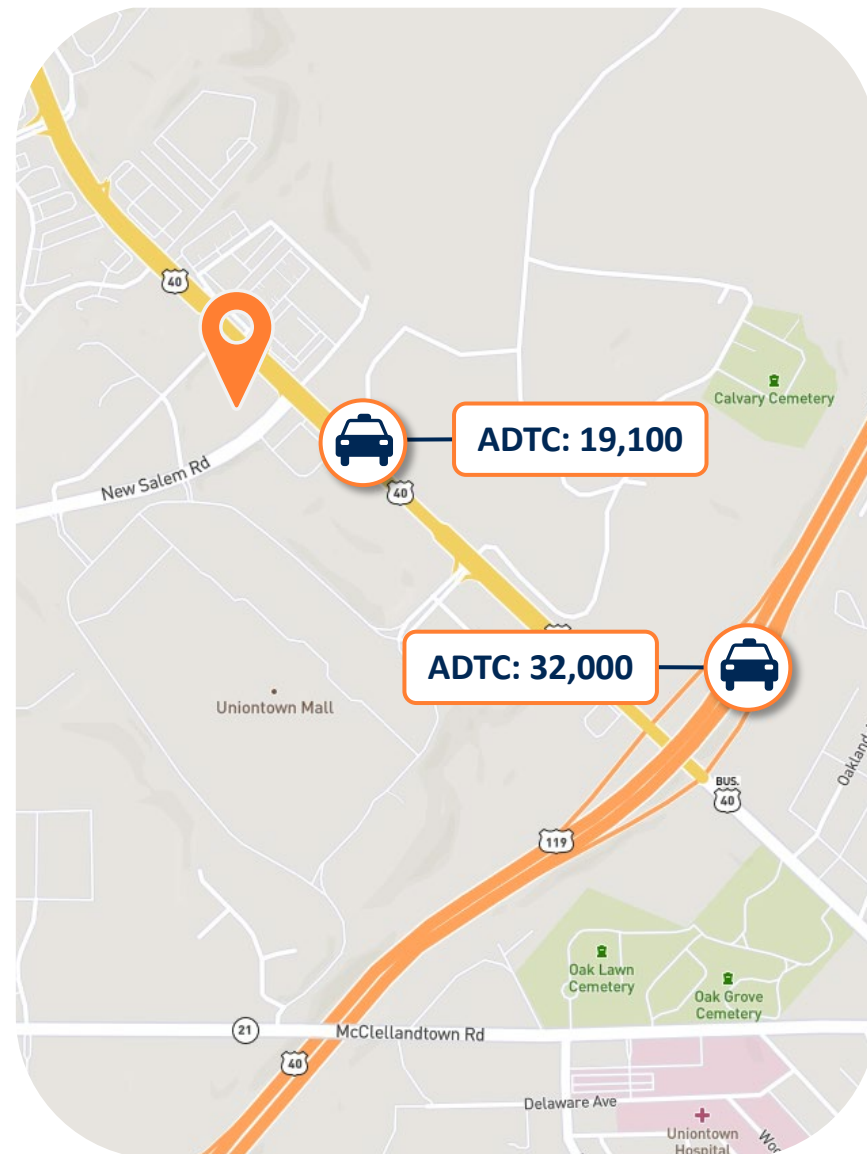 40
Calvary Cemetery
ADTC: 19,100
New Salem Rd
40
ADTC: 32,000
Uniontown Mall
BUS.
40
119
Oak Lawn
Cemetery
Oak Grove
Cemetery
21
McClellandtown Rd
40
Delaware Ave
Uniontown
Hospital